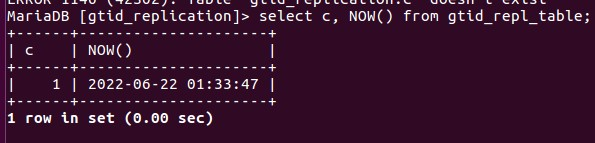 ERROR 1146 (42S02): Table 'gtid_replication.c' doesn't exist
MariaDB [gtid_replication]> select c, NOW() from gtid_repl_table;
+------+---------------------+
| c    | NOW()               |
+------+---------------------+
|    1 | 2022-06-22 01:33:47 |
+------+---------------------+
1 row in set (0.00 sec)